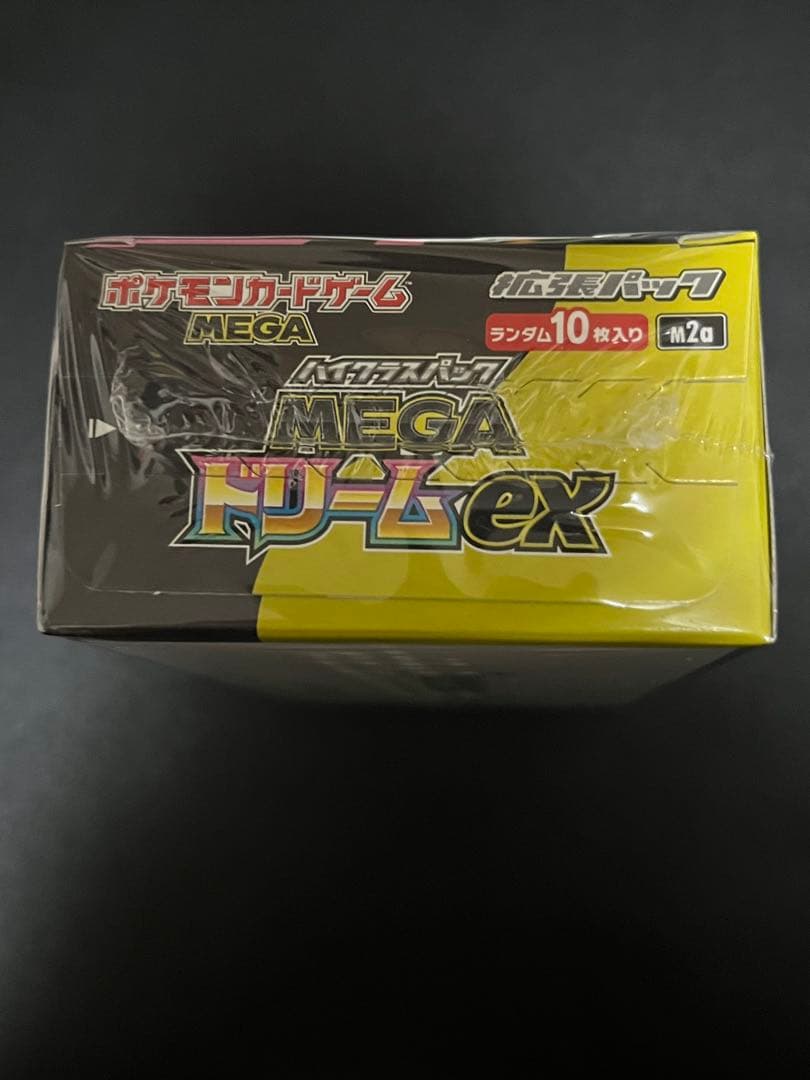 ポケモンカードゲーム
MEGA
拡張パック
ランダム10枚入り
M2a
ハイクラスパック
MEGA
ドリームex